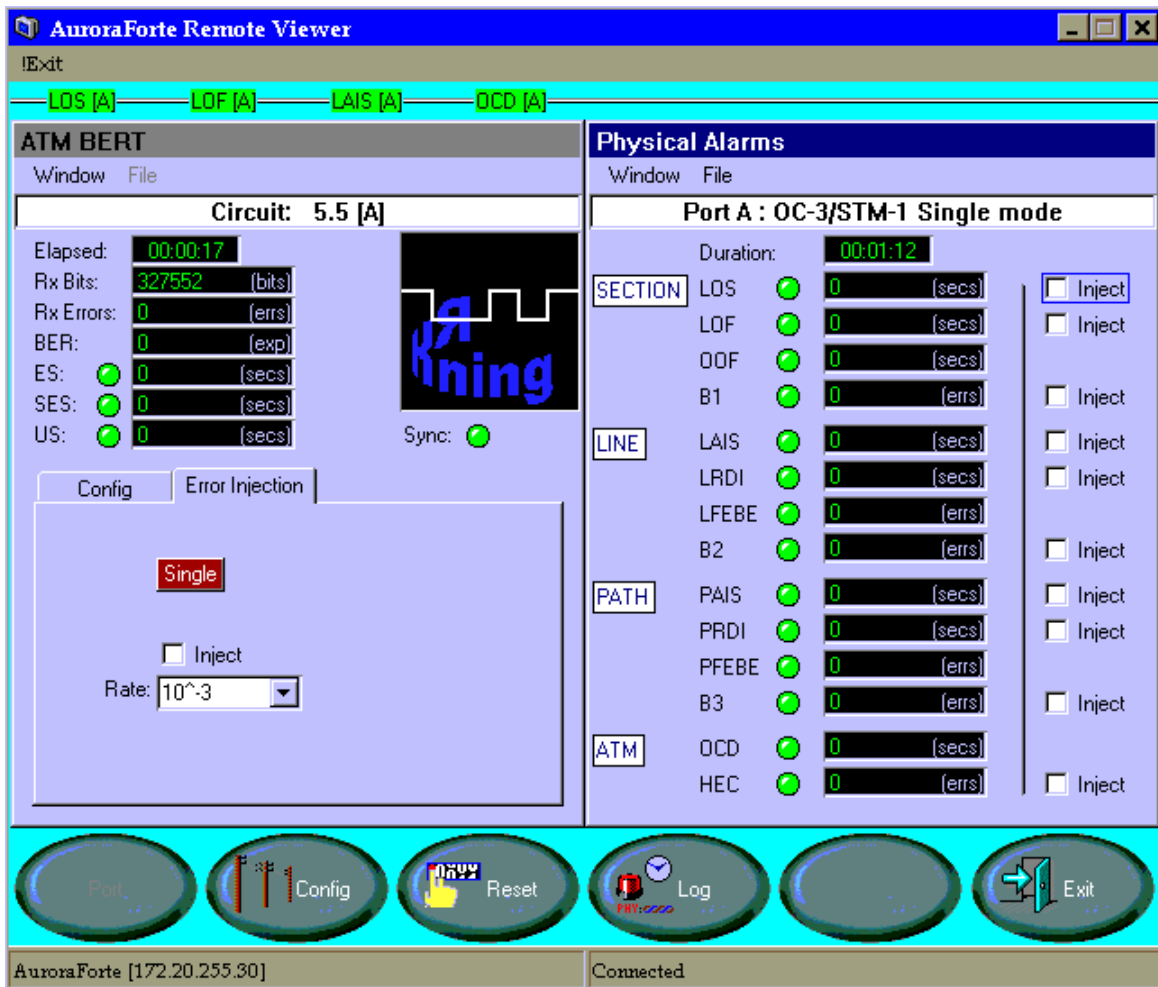 AuroraForte Remote Viewer
!Exit
LOS [A] LOF [A] LAIS [A] OCD [A]
ATM BERT
Window File
Circuit: 5.5 [A]
Elapsed: 00:00:17
Rx Bits: 327552 (bits)
Rx Errors: 0 (errs)
BER: 0 (exp)
ES: 0 (secs)
SES: 0 (secs)
US: 0 (secs)
ning
Sync:
Config Error Injection
Single
Inject
Rate: 10^-3
Physical Alarms
Window File
Port A : OC-3/STM-1 Single mode
Duration: 00:01:12
SECTION LOS 0 (secs) Inject
LOF 0 (secs) Inject
OOF 0 (secs)
B1 0 (errs) Inject
LINE LAIS 0 (secs) Inject
LRDI 0 (secs) Inject
LFEBE 0 (errs)
B2 0 (errs) Inject
PATH PAIS 0 (secs) Inject
PRDI 0 (secs) Inject
PFEBE 0 (errs)
B3 0 (errs) Inject
ATM OCD 0 (secs)
HEC 0 (errs) Inject
Port Config Reset Log Exit
PHY:
AuroraForte [172.20.255.30] Connected